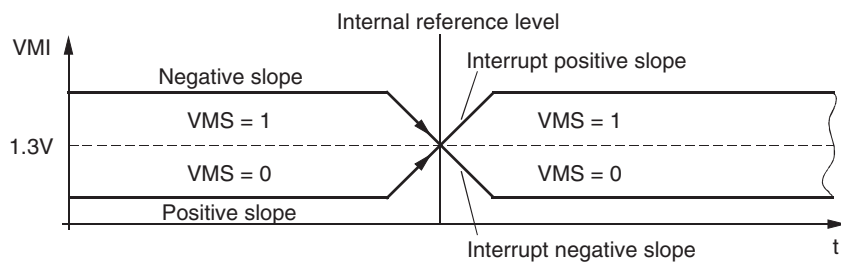 Internal reference level
VMI
Negative slope
Interrupt positive slope
VMS = 1
VMS = 1
1.3V
VMS = 0
VMS = 0
Positive slope
Interrupt negative slope
t